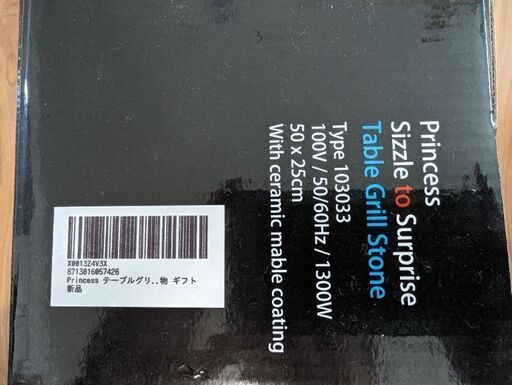 Princess
Sizzle to Surprise
Table Grill Stone
Type 103033
100V / 50/60Hz / 1300W
50 x 25cm
With ceramic mable coating
X0013Z4V3X
8713016057426
Princess テーブルグリ..物 ギフト
新品